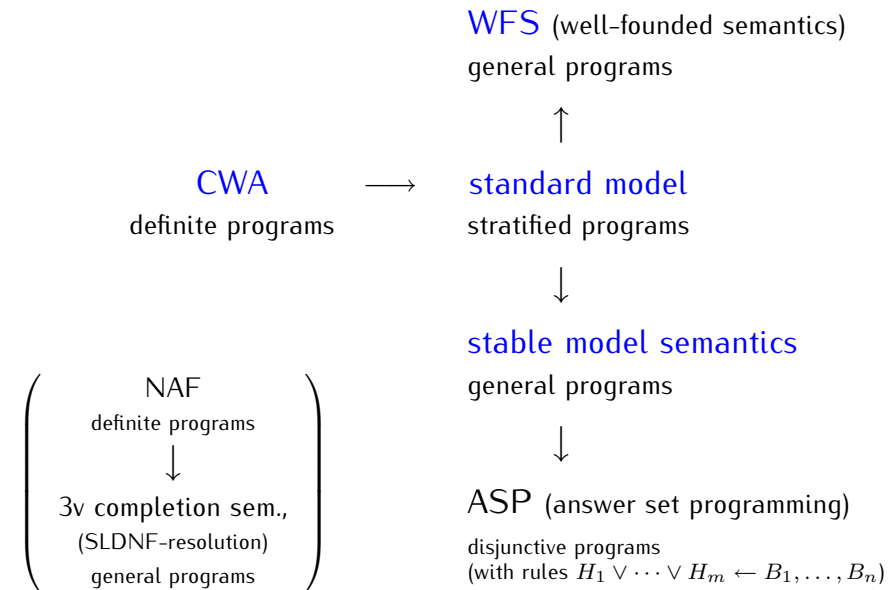 WFS (well-founded semantics)
general programs
↑
CWA ⟶ standard model
definite programs
stratified programs
↓
stable model semantics
general programs
↓
ASP (answer set programming)
disjunctive programs
(with rules H₁ ∨ ⋯ ∨ Hₘ ← B₁, …, Bₙ)
NAF
definite programs
↓
3v completion sem.,
(SLDNF-resolution)
general programs